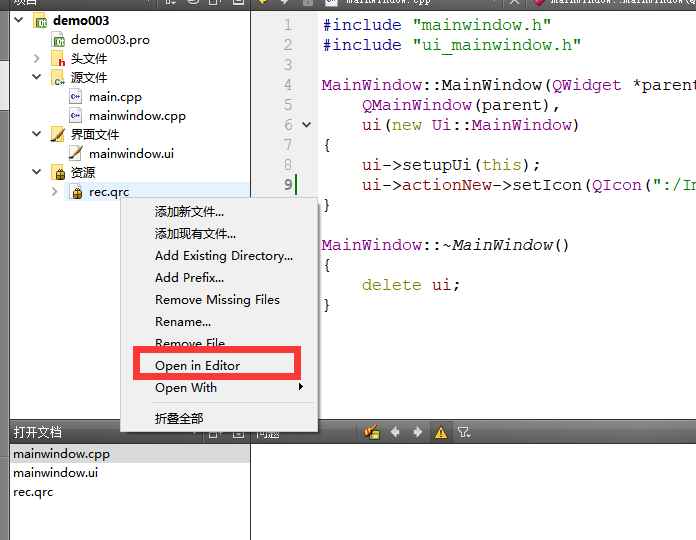 demo003
demo003.pro
头文件
源文件
main.cpp
mainwindow.cpp
界面文件
mainwindow.ui
资源
rec.qrc
添加新文件...
添加现有文件...
Add Existing Directory...
Add Prefix...
Remove Missing Files
Rename...
Remove File
Open in Editor
Open With
折叠全部
1 #include "mainwindow.h"
2 #include "ui_mainwindow.h"
3
4 MainWindow::MainWindow(QWidget *parent
5 QMainWindow(parent),
6 ui(new Ui::MainWindow)
7 {
8 ui->setupUi(this);
9 ui->actionNew->setIcon(QIcon(":/In
}
MainWindow::~MainWindow()
{
delete ui;
}
打开文档
问题
mainwindow.cpp
mainwindow.ui
rec.qrc